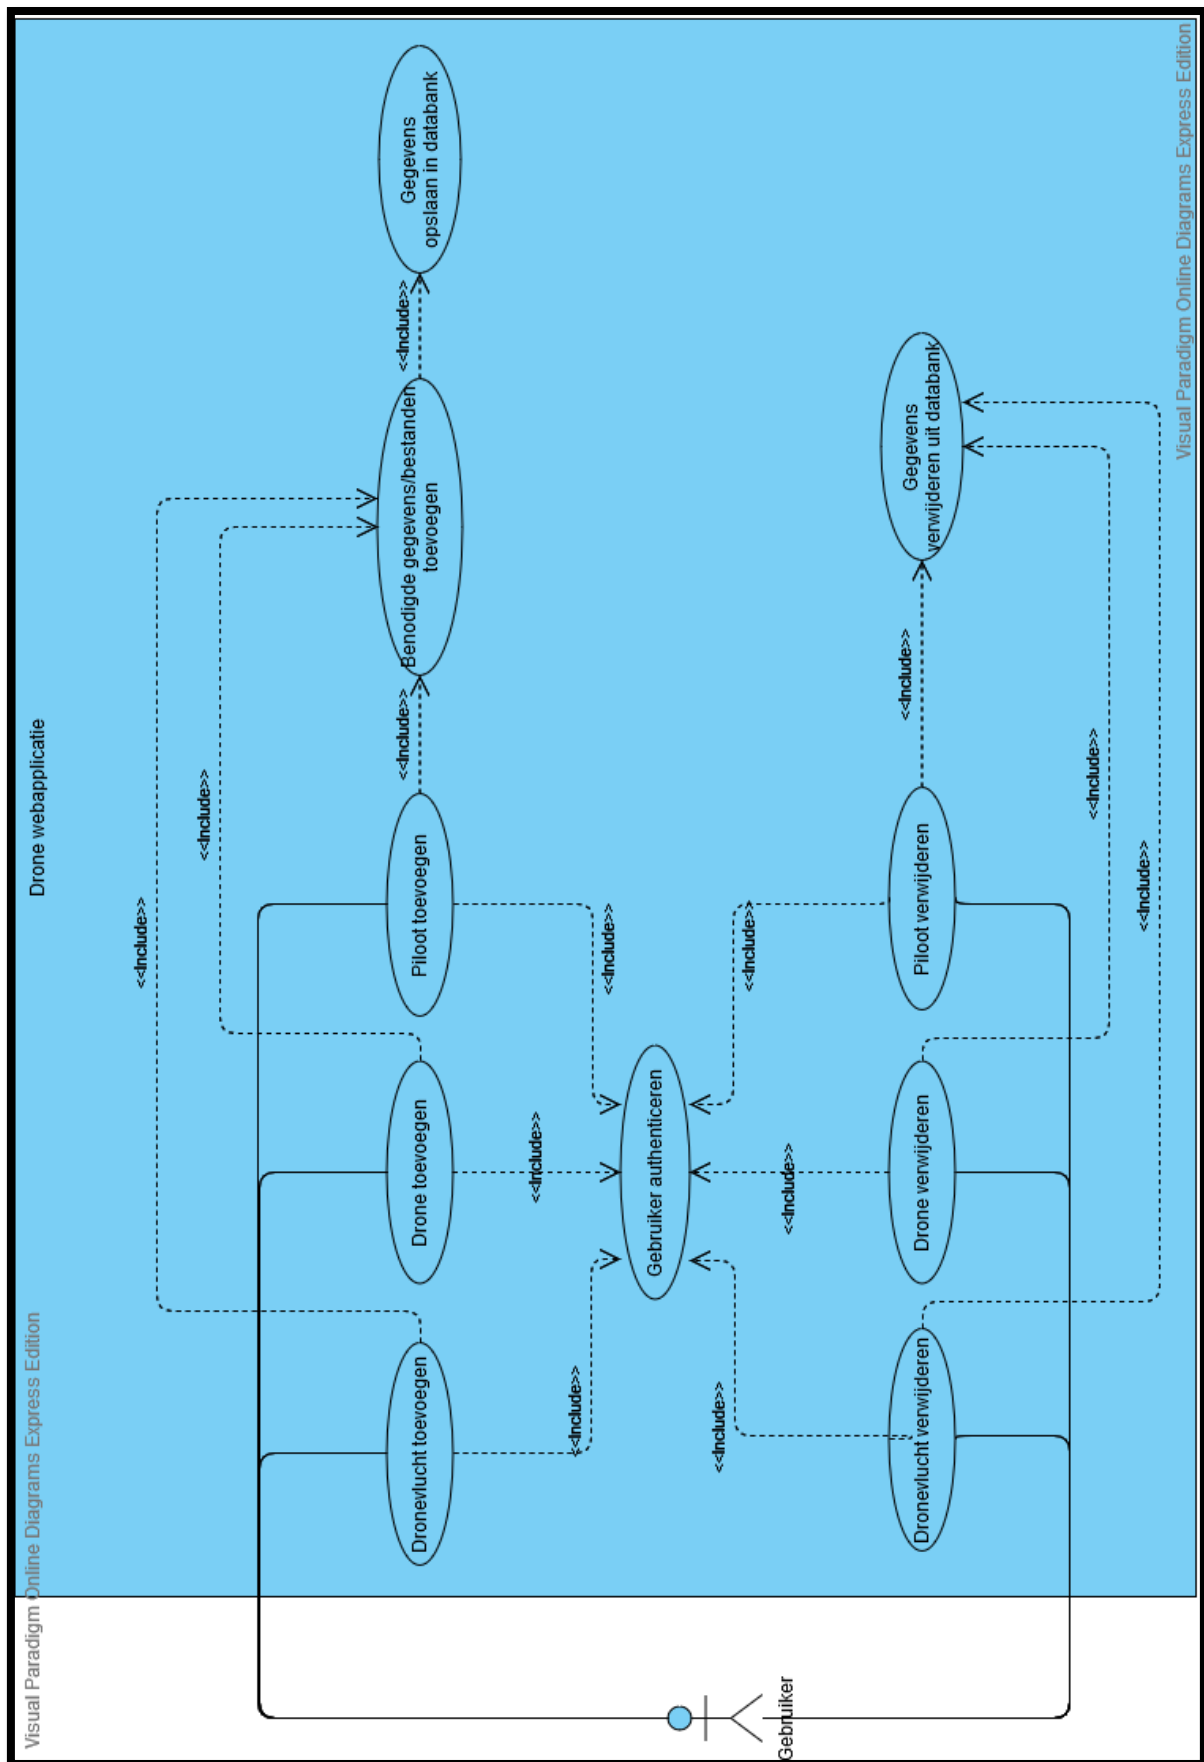 Visual Paradigm Online Diagrams Express Edition
Drone webapplicatie
<<Include>>
<<Include>>
Dronevlucht toevoegen
Drone toevoegen
Piloot toevoegen
<<Include>>
Benodigde gegevens/bestanden
toevoegen
<<Include>>
Gegevens
opslaan in databank
<<Include>>
<<Include>>
<<Include>>
Gebruiker authenticeren
<<Include>>
<<Include>>
<<Include>>
Gebruiker
Dronevlucht verwijderen
Drone verwijderen
Piloot verwijderen
<<Include>>
Gegevens
verwijderen uit databank
<<Include>>
<<Include>>
Visual Paradigm Online Diagrams Express Edition